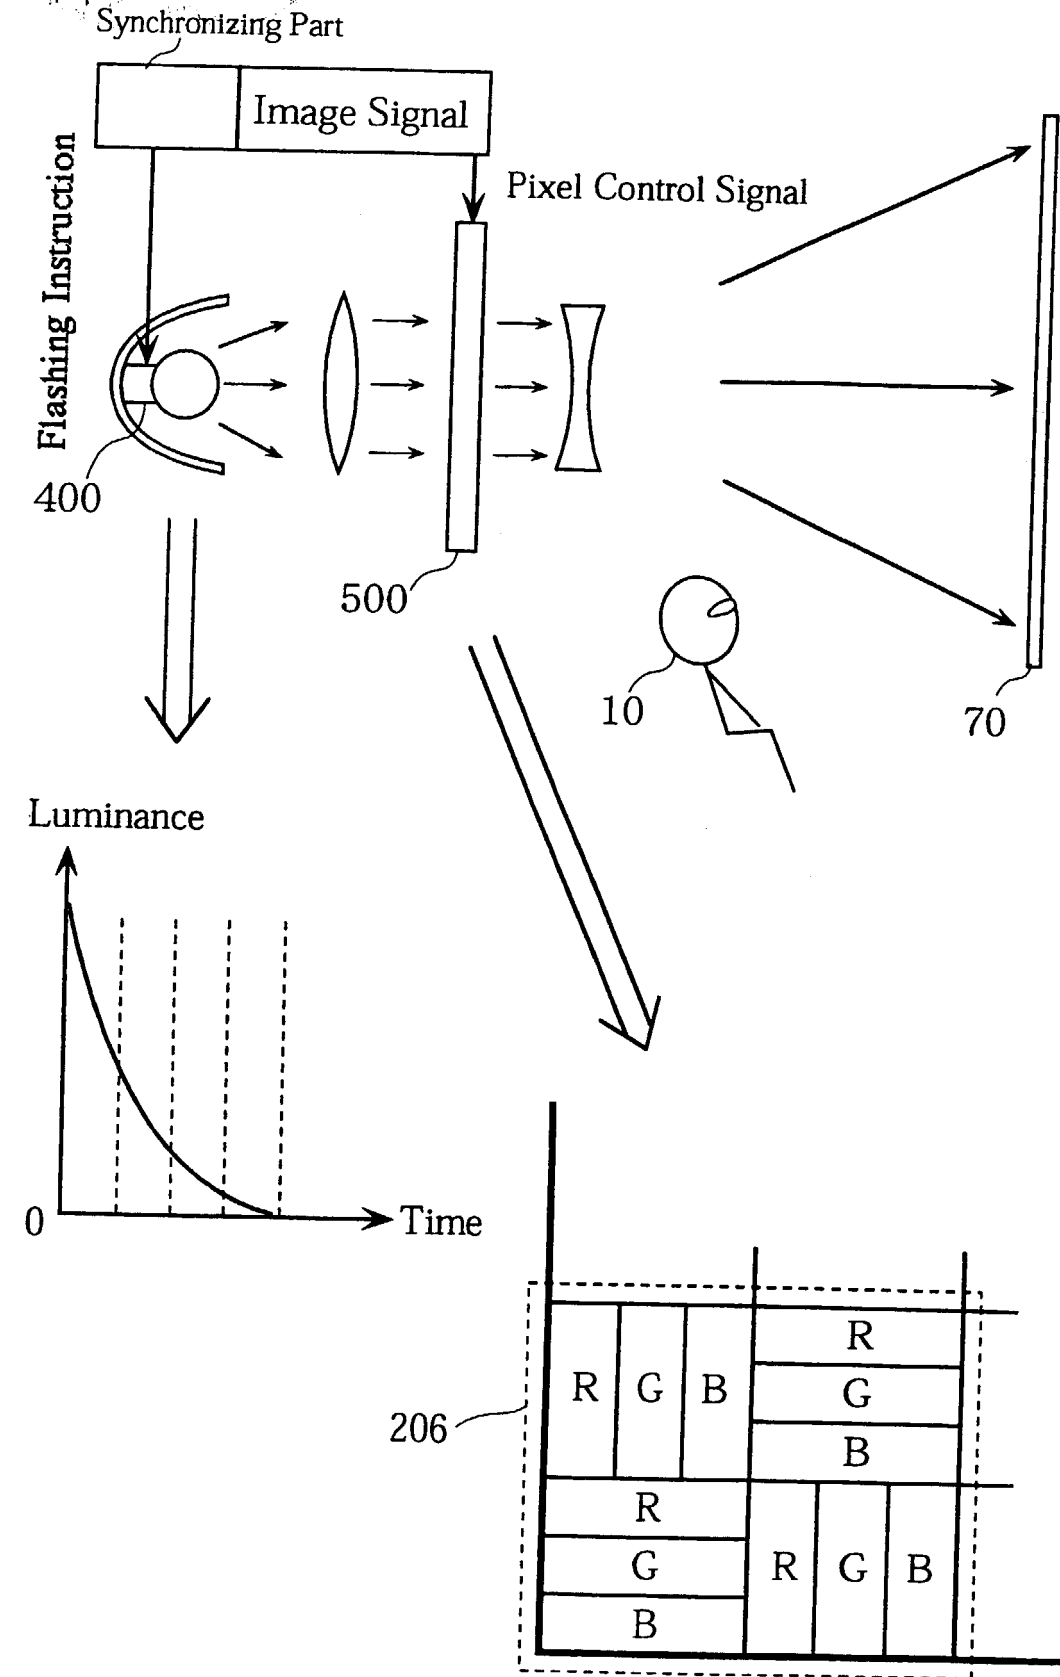 Synchronizing Part
Image Signal
Pixel Control Signal
Flashing Instruction
400
500
10
70
Luminance
0
Time
R
G
B
R G B
206
R
G
B
R G B